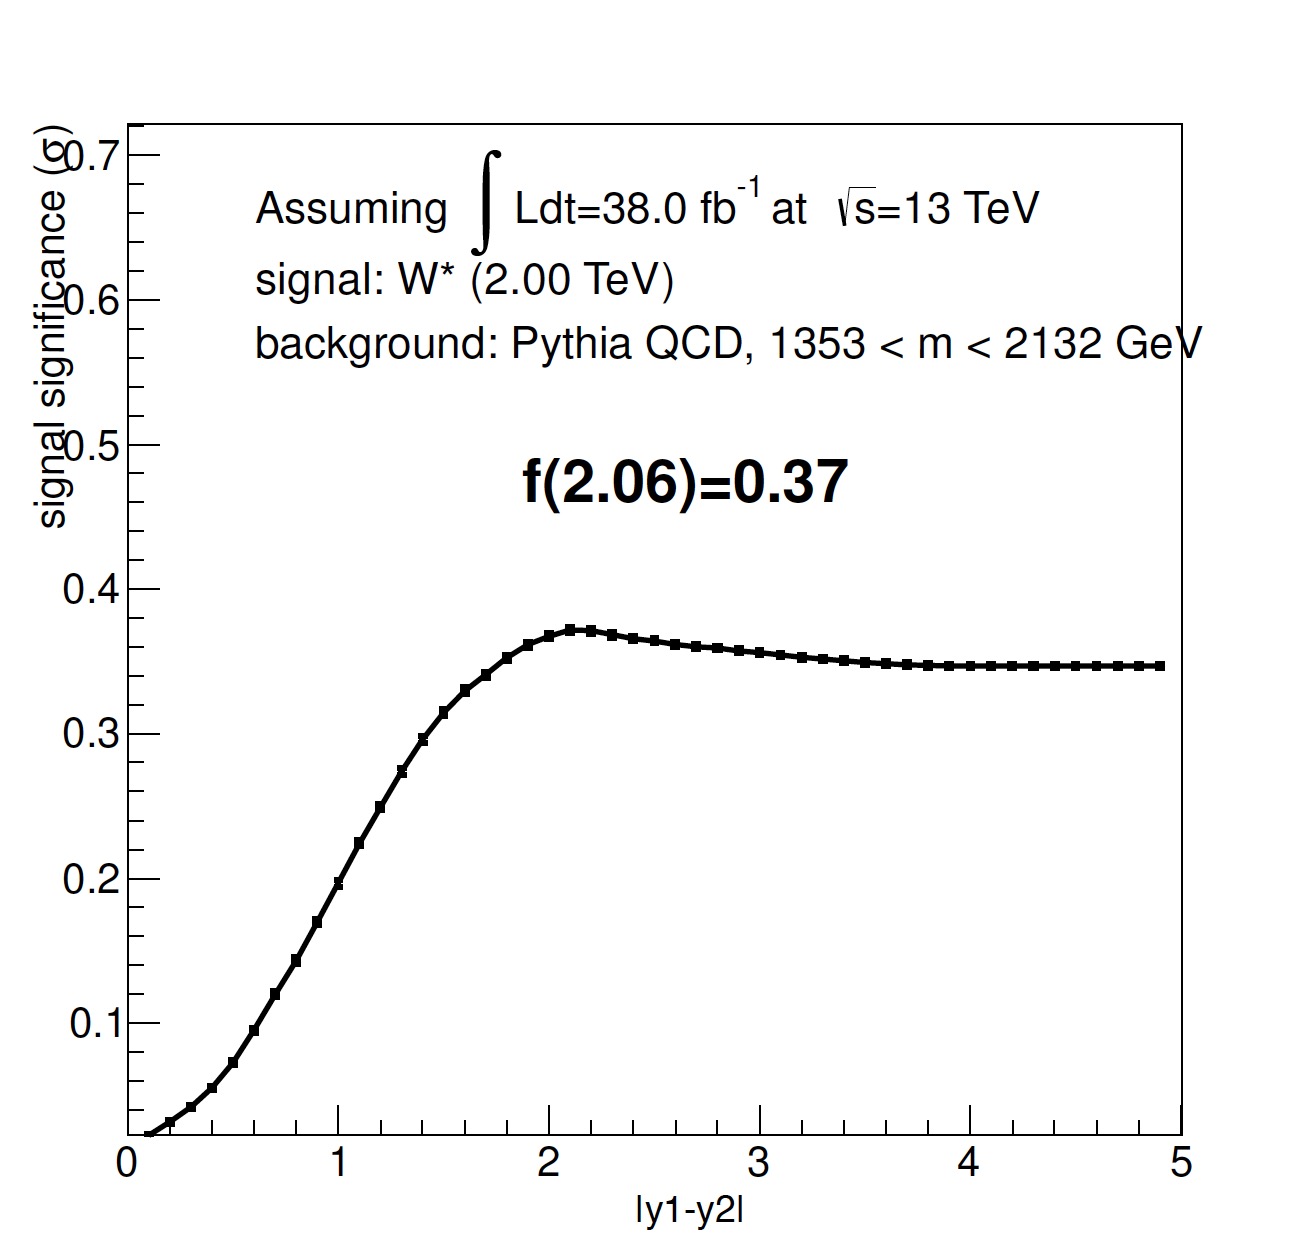 signal significance (σ)
0.7
0.6
0.5
0.4
0.3
0.2
0.1
Assuming ∫ Ldt=38.0 fb⁻¹ at √s=13 TeV
signal: W* (2.00 TeV)
background: Pythia QCD, 1353 < m < 2132 GeV
f(2.06)=0.37
0 1 2 3 4 5
|y1-y2|